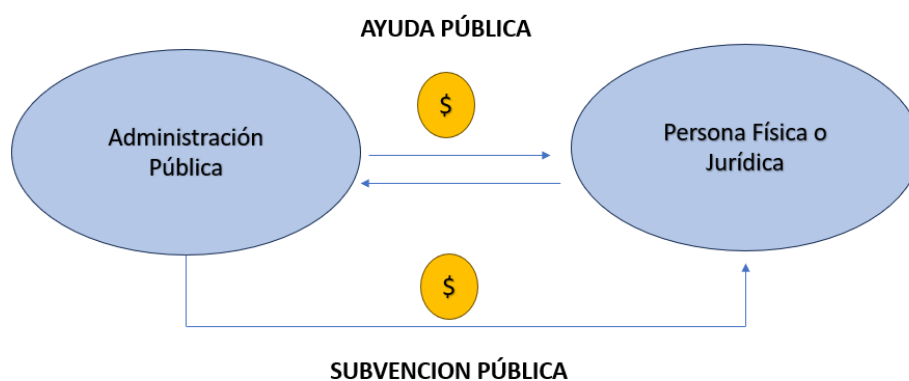 AYUDA PÚBLICA
$
Administración
Pública
Persona Física o
Jurídica
$
SUBVENCION PÚBLICA